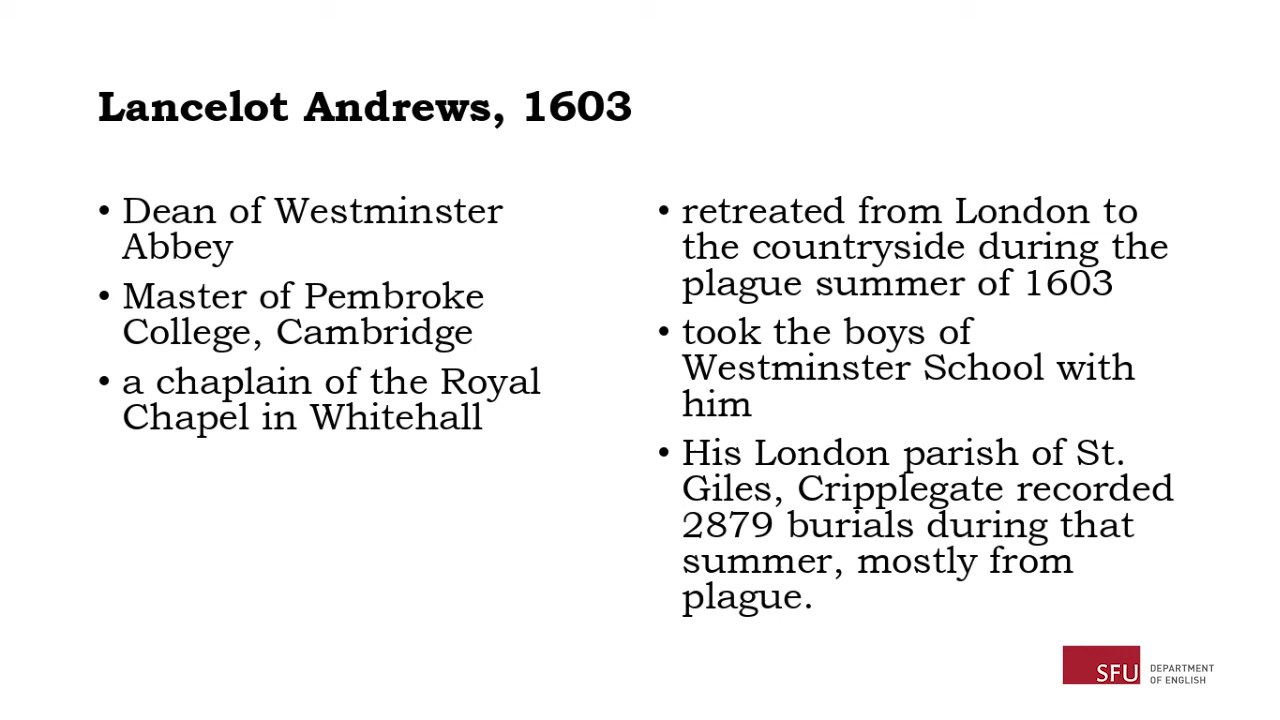 Lancelot Andrews, 1603
• Dean of Westminster
Abbey
• Master of Pembroke
College, Cambridge
• a chaplain of the Royal
Chapel in Whitehall
• retreated from London to
the countryside during the
plague summer of 1603
• took the boys of
Westminster School with
him
• His London parish of St.
Giles, Cripplegate recorded
2879 burials during that
summer, mostly from
plague.
SFU
DEPARTMENT
OF ENGLISH